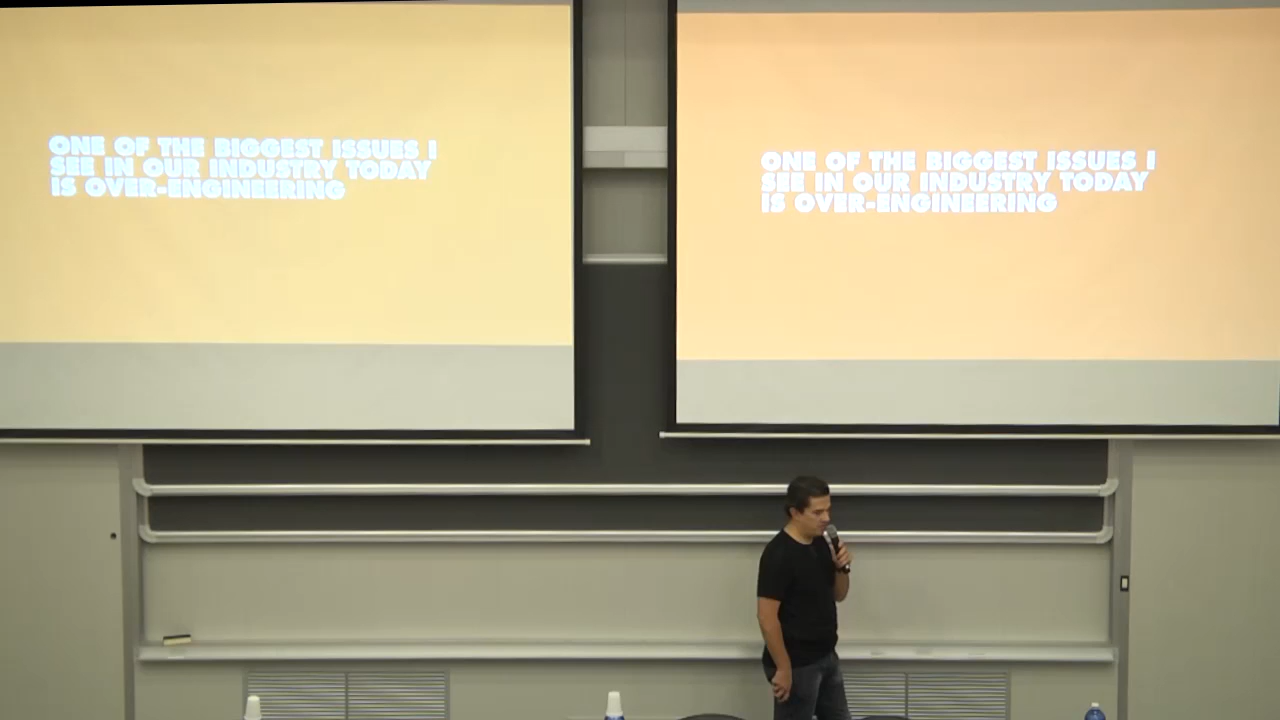 ONE OF THE BIGGEST ISSUES I
SEE IN OUR INDUSTRY TODAY
IS OVER-ENGINEERING
ONE OF THE BIGGEST ISSUES I
SEE IN OUR INDUSTRY TODAY
IS OVER-ENGINEERING